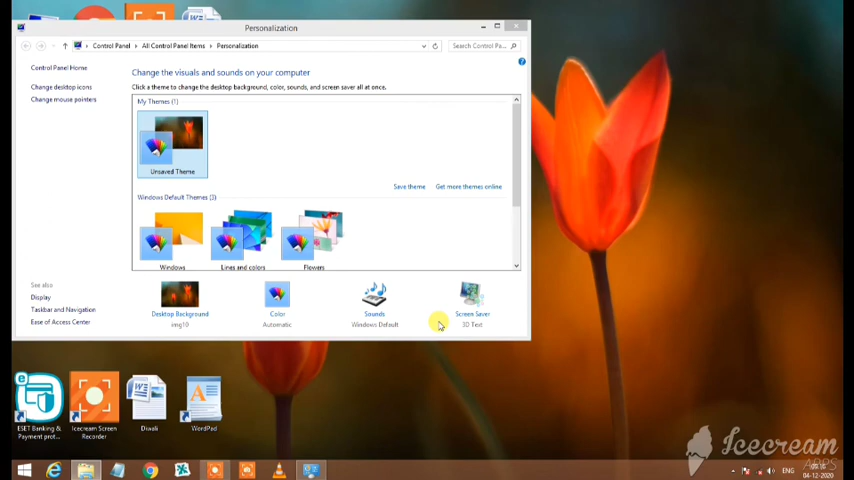 Personalization
Control Panel
All Control Panel Items
Personalization
Search Control Pa...
Control Panel Home
Change desktop icons
Change mouse pointers
Change the visuals and sounds on your computer
Click a theme to change the desktop background, color, sounds, and screen saver all at once.
My Themes (1)
Unsaved Theme
Save theme
Get more themes online
Windows Default Themes (3)
Windows
Lines and colors
Flowers
See also
Display
Taskbar and Navigation
Ease of Access Center
Desktop Background
img10
Color
Automatic
Sounds
Windows Default
Screen Saver
3D Text
ESET Banking &
Payment prot...
Icecream Screen
Recorder
Diwali
WordPad
Icecream
APPS
ENG
04-12-2020